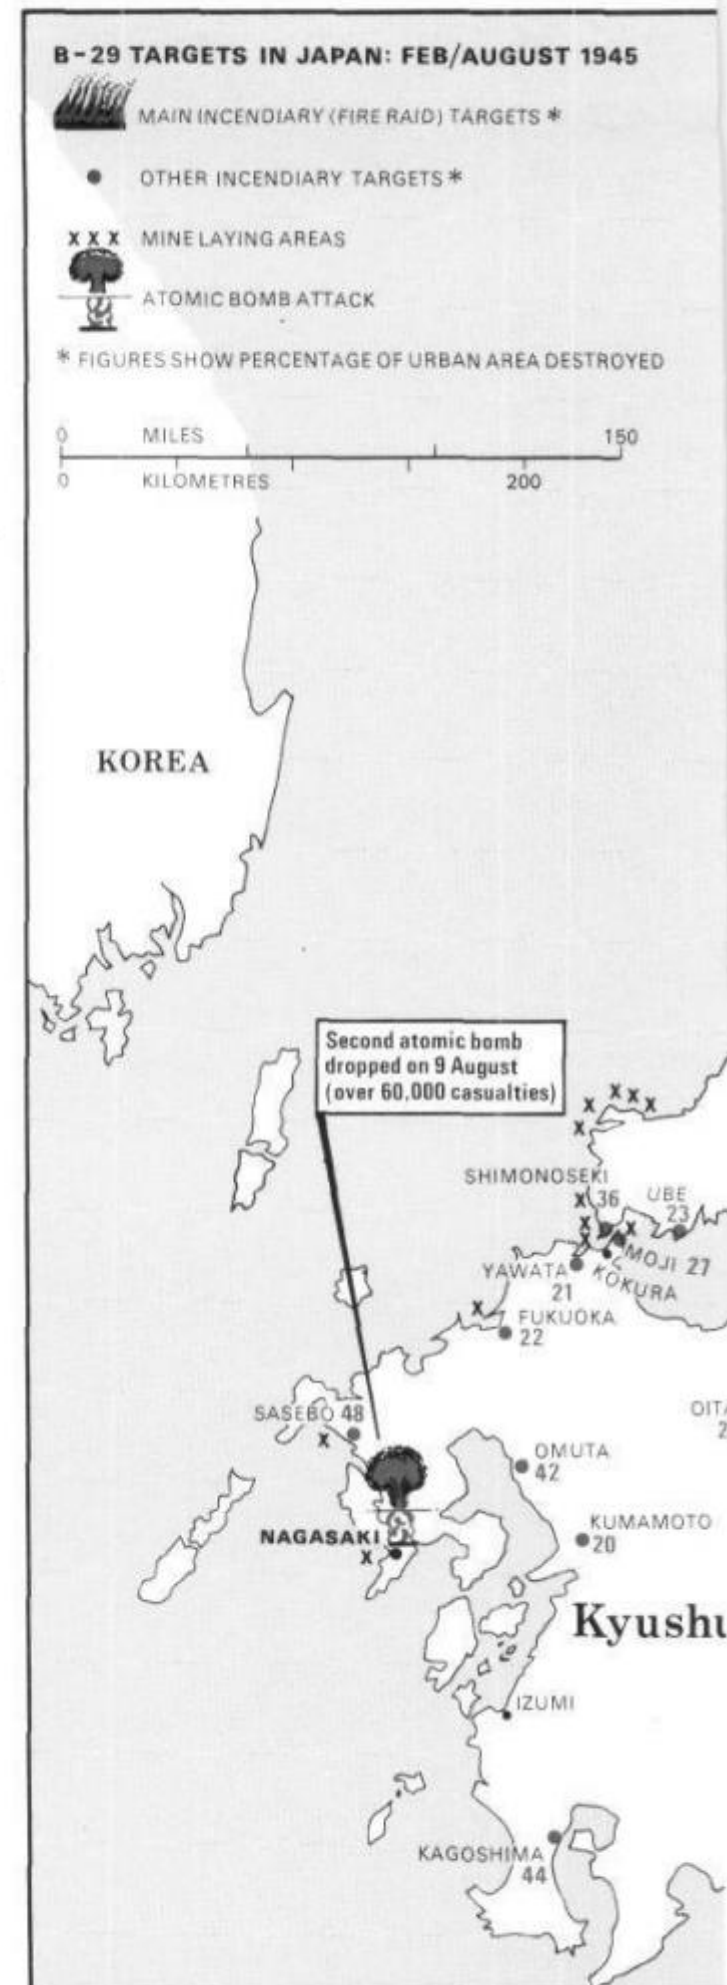 B-29 TARGETS IN JAPAN: FEB/AUGUST 1945
MAIN INCENDIARY (FIRE RAID) TARGETS *
OTHER INCENDIARY TARGETS *
X X X MINE LAYING AREAS
ATOMIC BOMB ATTACK
* FIGURES SHOW PERCENTAGE OF URBAN AREA DESTROYED
0 MILES 150
0 KILOMETRES 200
KOREA
Second atomic bomb
dropped on 9 August
(over 60,000 casualties)
X X X X
X
SHIMONOSEKI
X 36 UBE
23
X X
X MOJI 27
YAWATA KOKURA
21
X FUKUOKA
22
SASEBO 48
X
OMUTA
42
KUMAMOTO
20
NAGASAKI
X
Kyushu
IZUMI
KAGOSHIMA
44